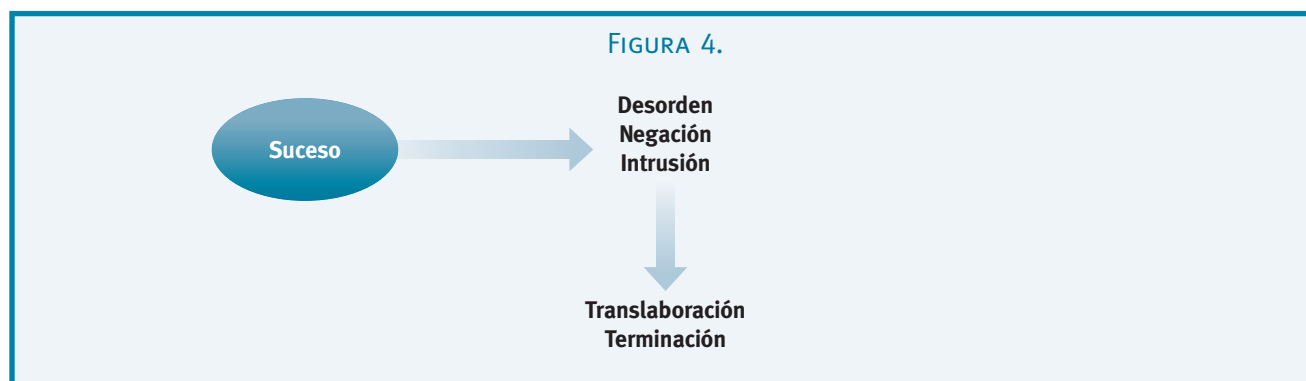 FIGURA 4.
Suceso
Desorden
Negación
Intrusión
Translaboración
Terminación